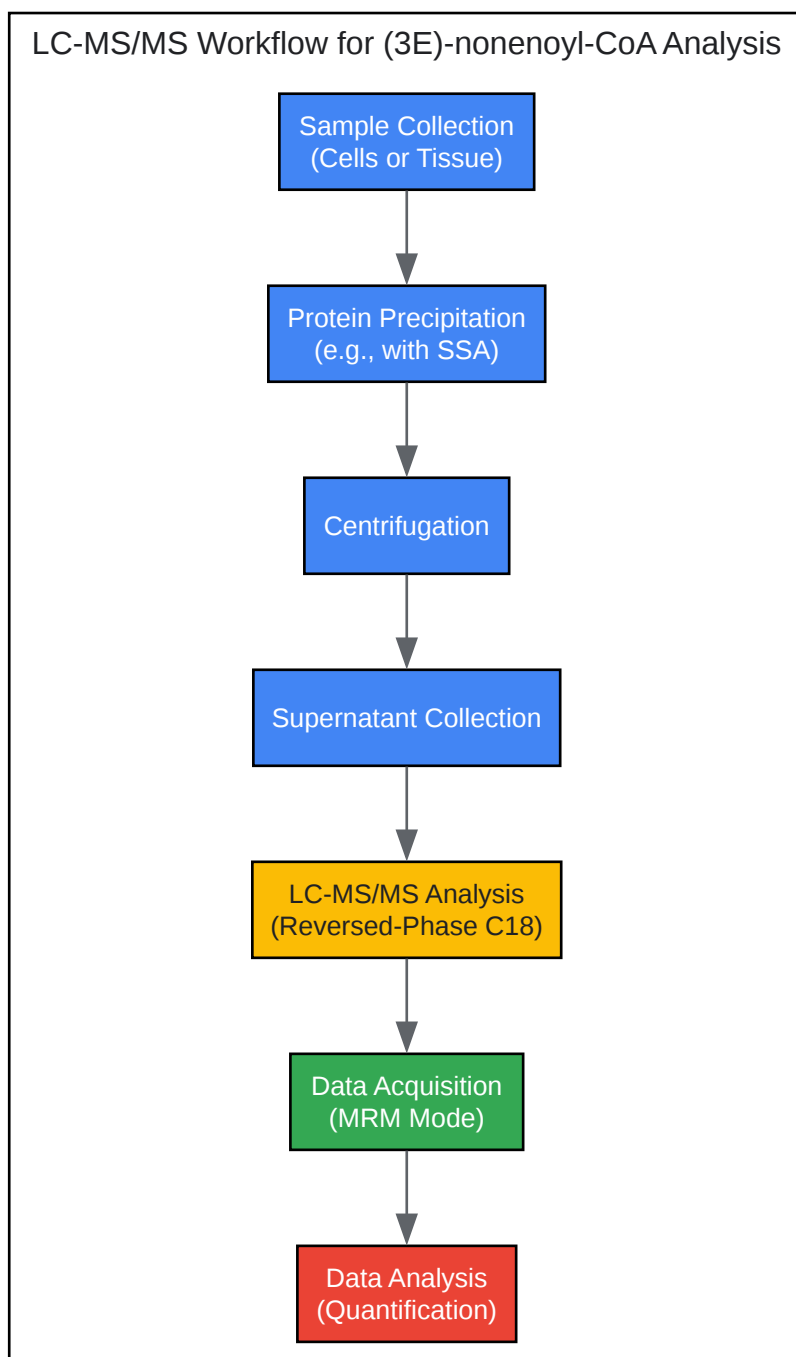 LC-MS/MS Workflow for (3E)-nonenoyl-CoA Analysis
Sample Collection
(Cells or Tissue)
Protein Precipitation
(e.g., with SSA)
Centrifugation
Supernatant Collection
LC-MS/MS Analysis
(Reversed-Phase C18)
Data Acquisition
(MRM Mode)
Data Analysis
(Quantification)